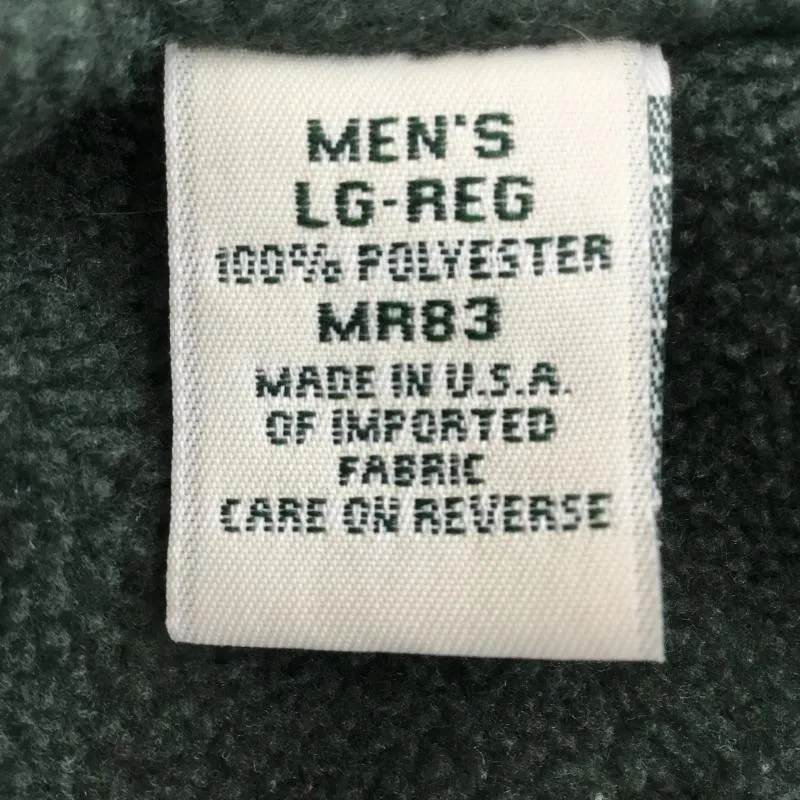 MEN'S
LG-REG
100% POLYESTER
MR83
MADE IN U.S.A.
OF IMPORTED
FABRIC
CARE ON REVERSE